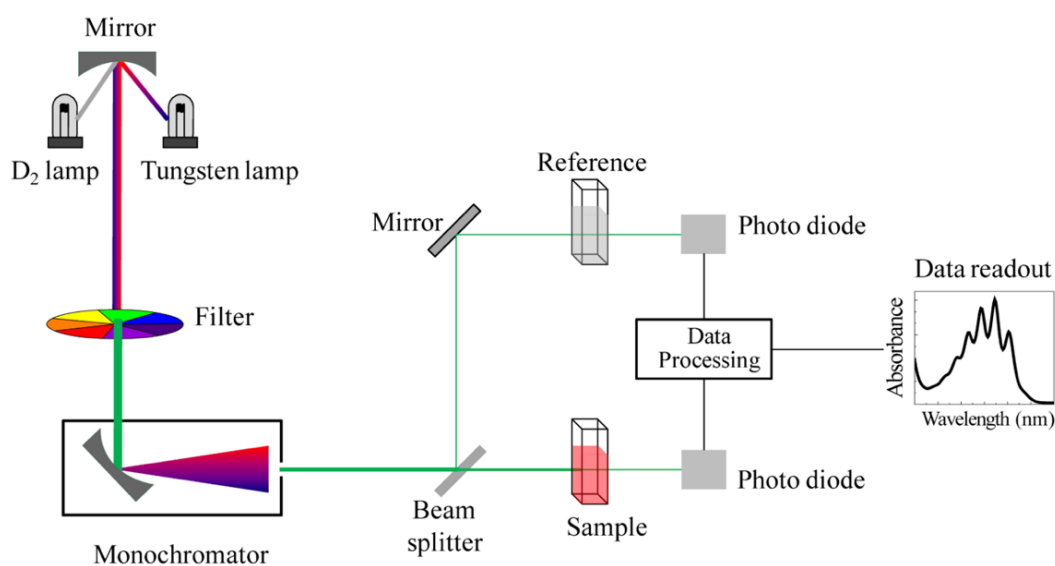 Mirror
D₂ lamp
Tungsten lamp
Filter
Monochromator
Mirror
Reference
Photo diode
Beam
splitter
Sample
Photo diode
Data
Processing
Data readout
Absorbance
Wavelength (nm)